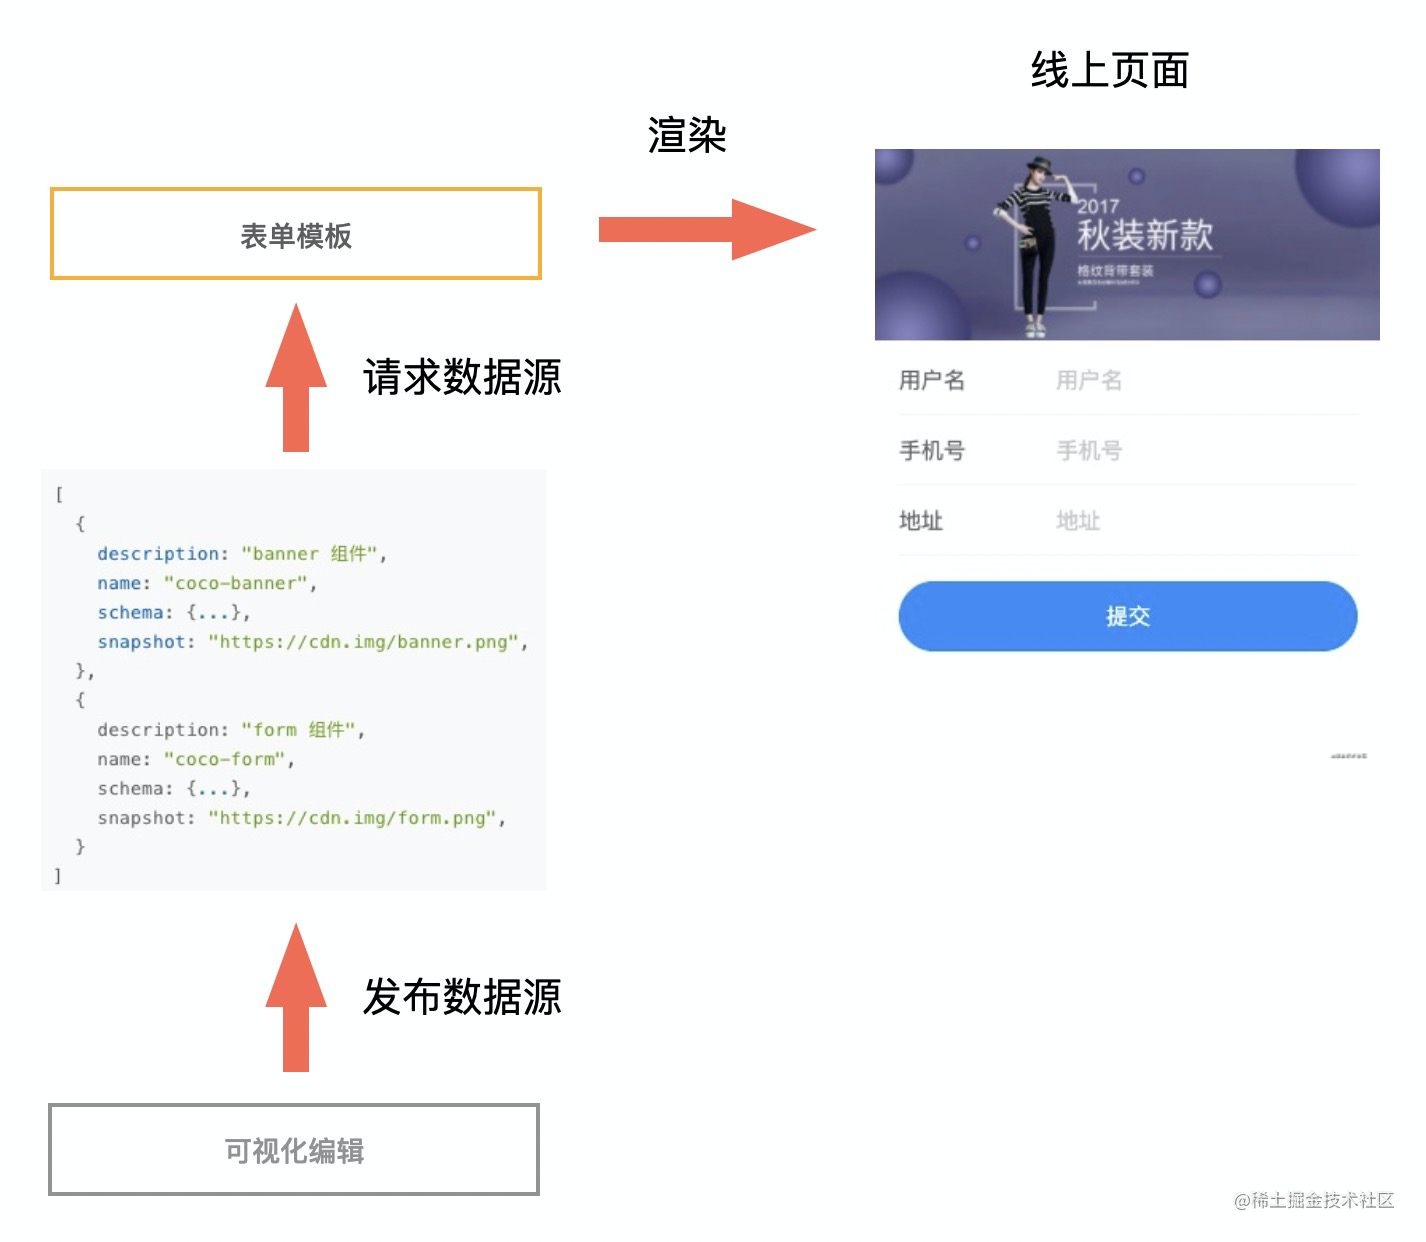 线上页面
渲染
表单模板
请求数据源
[
{
description: "banner 组件",
name: "coco-banner",
schema: {...},
snapshot: "https://cdn.img/banner.png",
},
{
description: "form 组件",
name: "coco-form",
schema: {...},
snapshot: "https://cdn.img/form.png",
}
]
发布数据源
可视化编辑
2017
秋装新款
格纹背带套装
用户名 用户名
手机号 手机号
地址 地址
提交
@稀土掘金技术社区